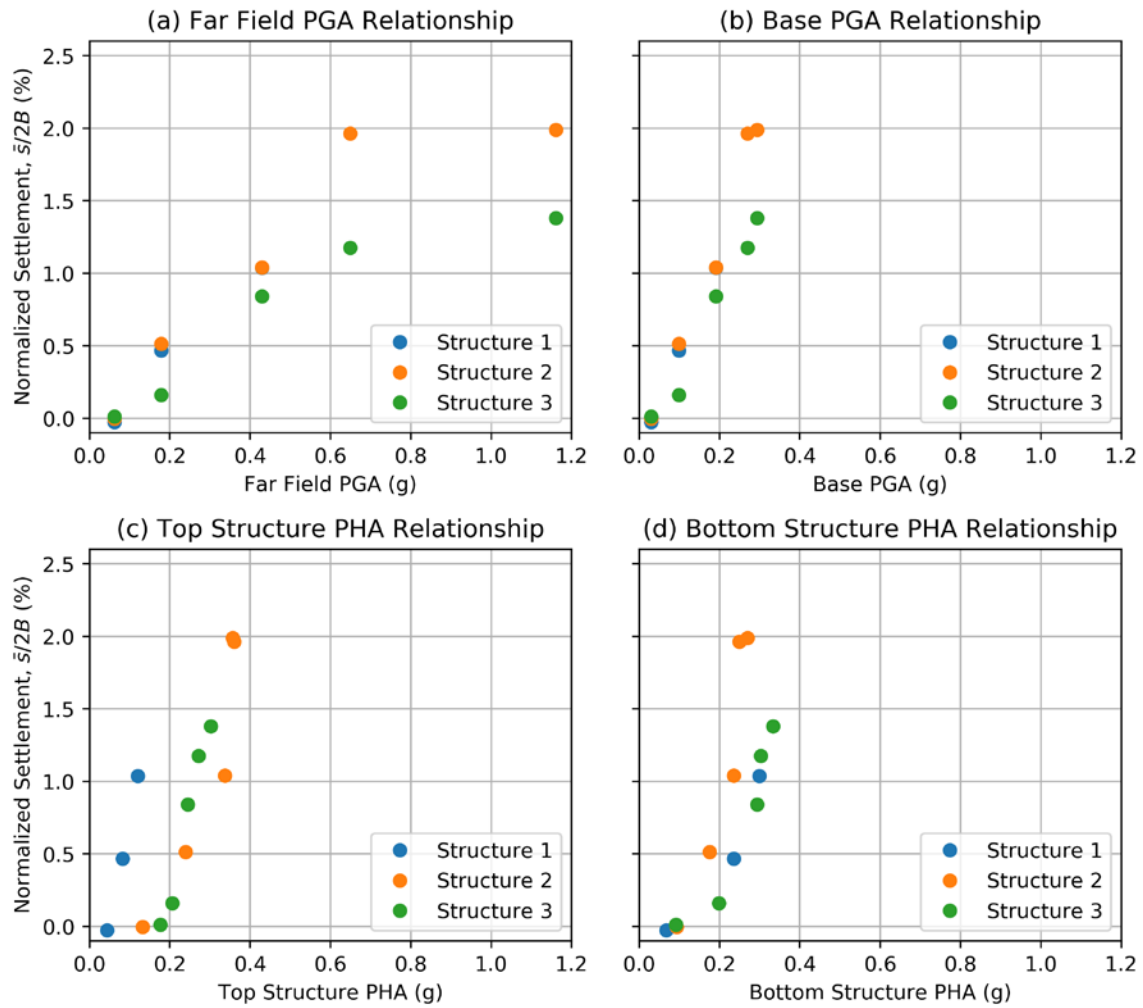 (a) Far Field PGA Relationship
Normalized Settlement, s̄/2B (%)
2.5
2.0
1.5
1.0
0.5
0.0
0.0 0.2 0.4 0.6 0.8 1.0 1.2
Far Field PGA (g)
Structure 1
Structure 2
Structure 3
(b) Base PGA Relationship
0.0 0.2 0.4 0.6 0.8 1.0 1.2
Base PGA (g)
Structure 1
Structure 2
Structure 3
(c) Top Structure PHA Relationship
Normalized Settlement, s̄/2B (%)
2.5
2.0
1.5
1.0
0.5
0.0
0.0 0.2 0.4 0.6 0.8 1.0 1.2
Top Structure PHA (g)
Structure 1
Structure 2
Structure 3
(d) Bottom Structure PHA Relationship
0.0 0.2 0.4 0.6 0.8 1.0 1.2
Bottom Structure PHA (g)
Structure 1
Structure 2
Structure 3